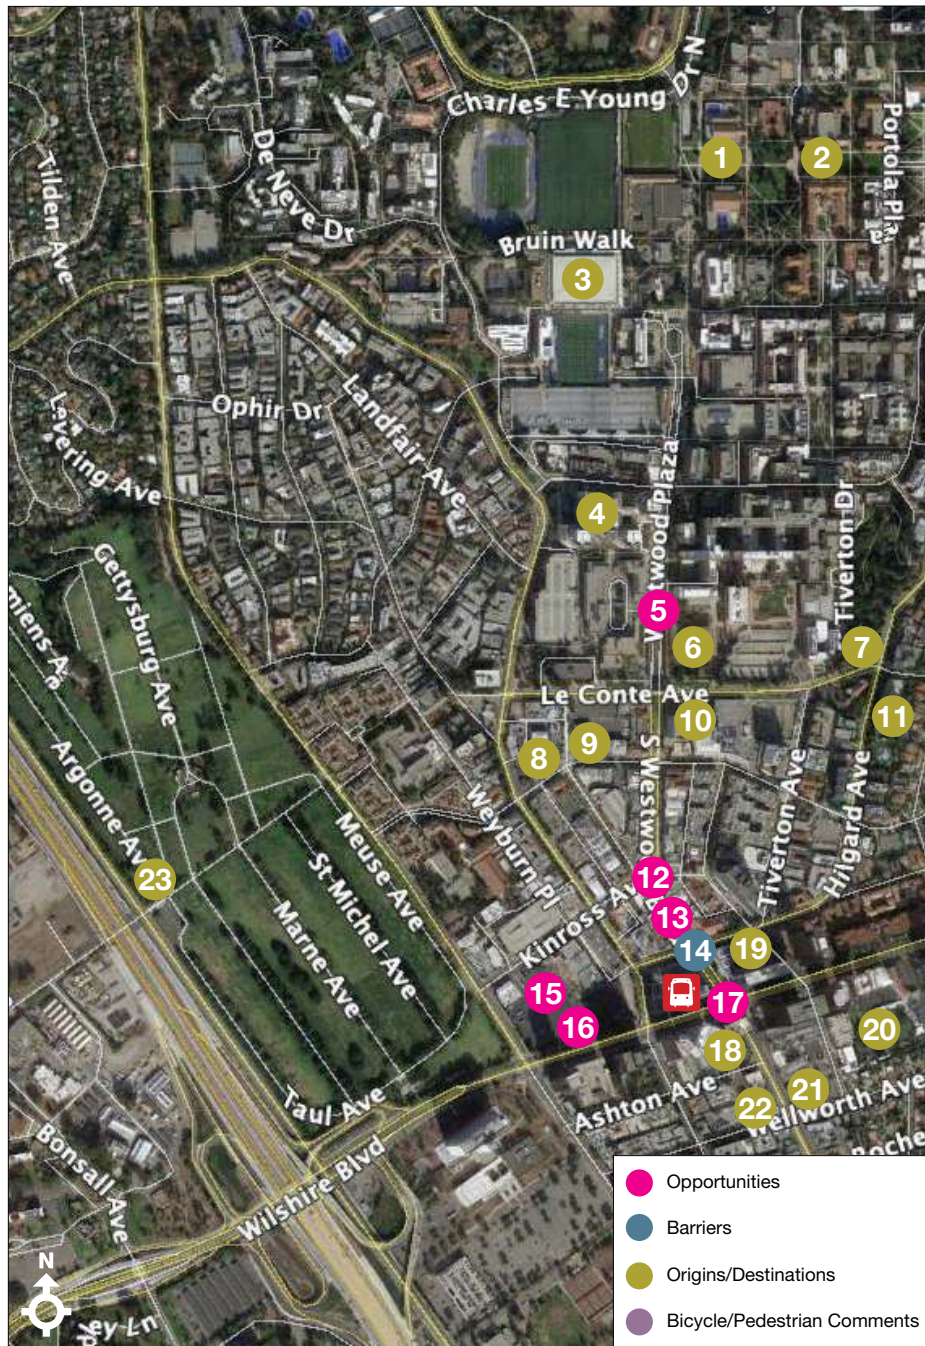 Charles E Young Dr N
De Neve Dr
Tilden Ave
Portola Plaza
1
2
Bruin Walk
3
Ophir Dr
Landfair Ave
Levering Ave
Westwood Plaza
4
Tiverton Dr
Gettysburg Ave
5
6
7
Le Conte Ave
10
11
8
9
S Westwo
Argonne Ave
Weyburn Pl
Tiverton Ave
Hilgard Ave
Meuse Ave
St Michel Ave
Marne Ave
23
12
13
Kinross Ave
14
19
15
16
17
18
20
Taul Ave
Ashton Ave
21
22
Wellworth Ave
Roche
Bonsall Ave
Wilshire Blvd
N
Opportunities
Barriers
Origins/Destinations
Bicycle/Pedestrian Comments